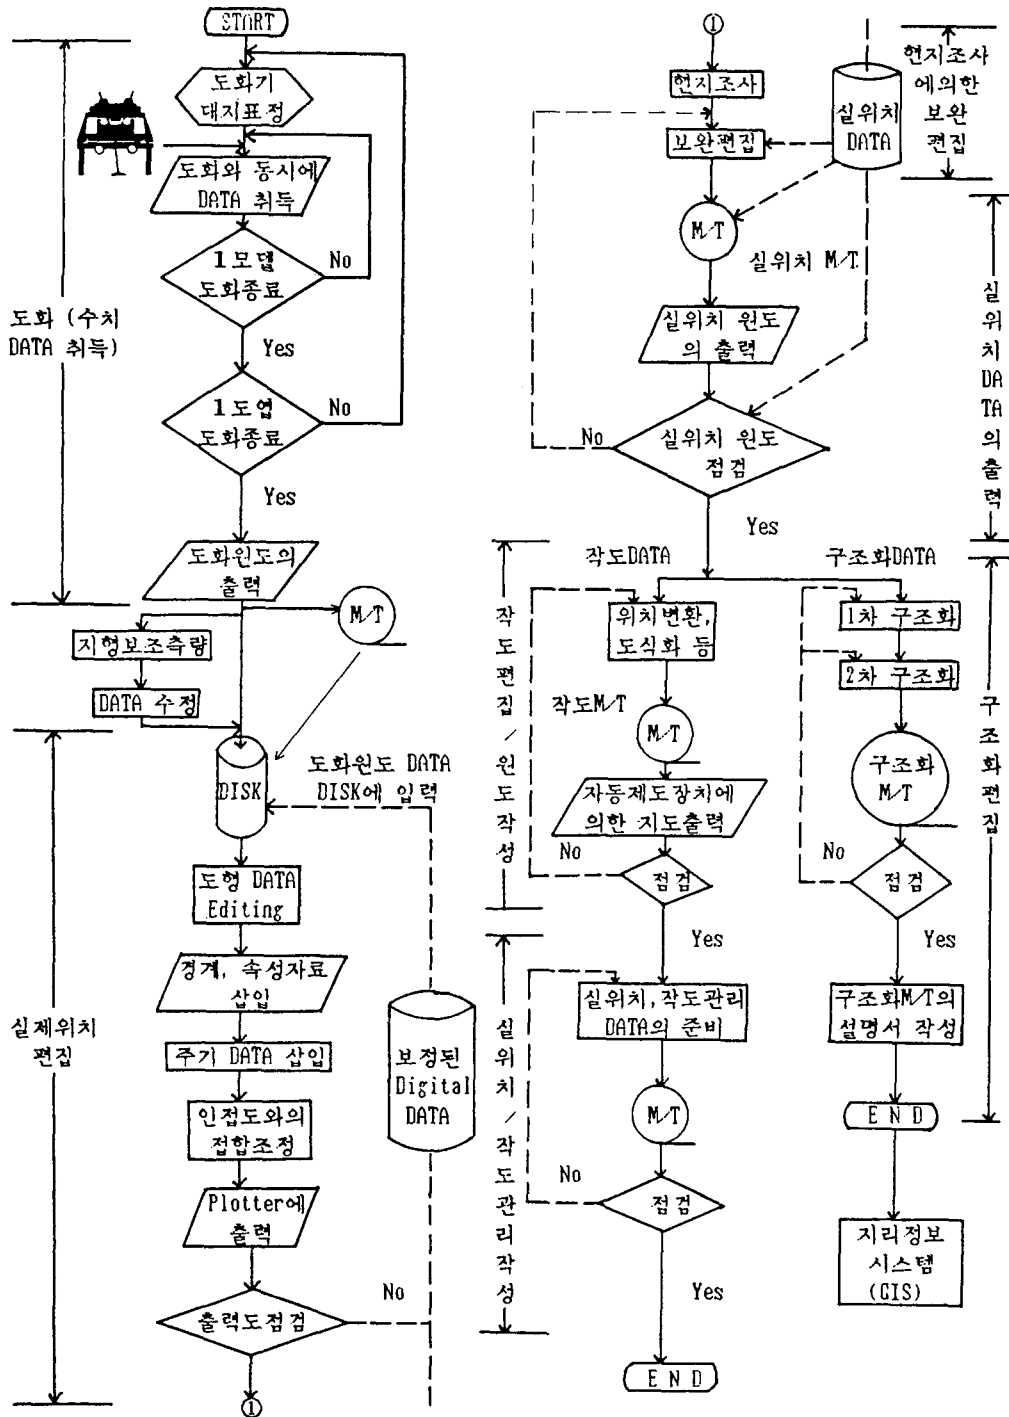 START
도화기
대지표정
도화와 동시에
DATA 취득
1모델
도화종료
No
Yes
1도엽
도화종료
No
Yes
도화원도의
출력
도화 (수치
DATA 취득)
M/T
지형보조측량
DATA 수정
DISK
도화원도 DATA
DISK에 입력
도형 DATA
Editing
경계, 속성자료
삽입
주기 DATA 삽입
인접도와의
접합조정
Plotter에
출력
출력도점검
No
①
보정된
Digital
DATA
실제위치
편집
①
현지조사
보완편집
M/T
실위치 M/T
실위치
DATA
현지조사
에의한
보완
편집
실위치 원도
의 출력
실위치 원도
점검
No
Yes
실위치DATA의출력
작도DATA
위치변환,
도식화 등
작도M/T
M/T
자동제도장치에
의한 지도출력
점검
No
Yes
작도편집/원도작성
실위치,작도관리
DATA의 준비
M/T
점검
No
Yes
E N D
실위치/작도관리작성
구조화DATA
1차 구조화
2차 구조화
구조화
M/T
점검
No
Yes
구조화M/T의
설명서 작성
E N D
지리정보
시스템
(GIS)
구조화편집